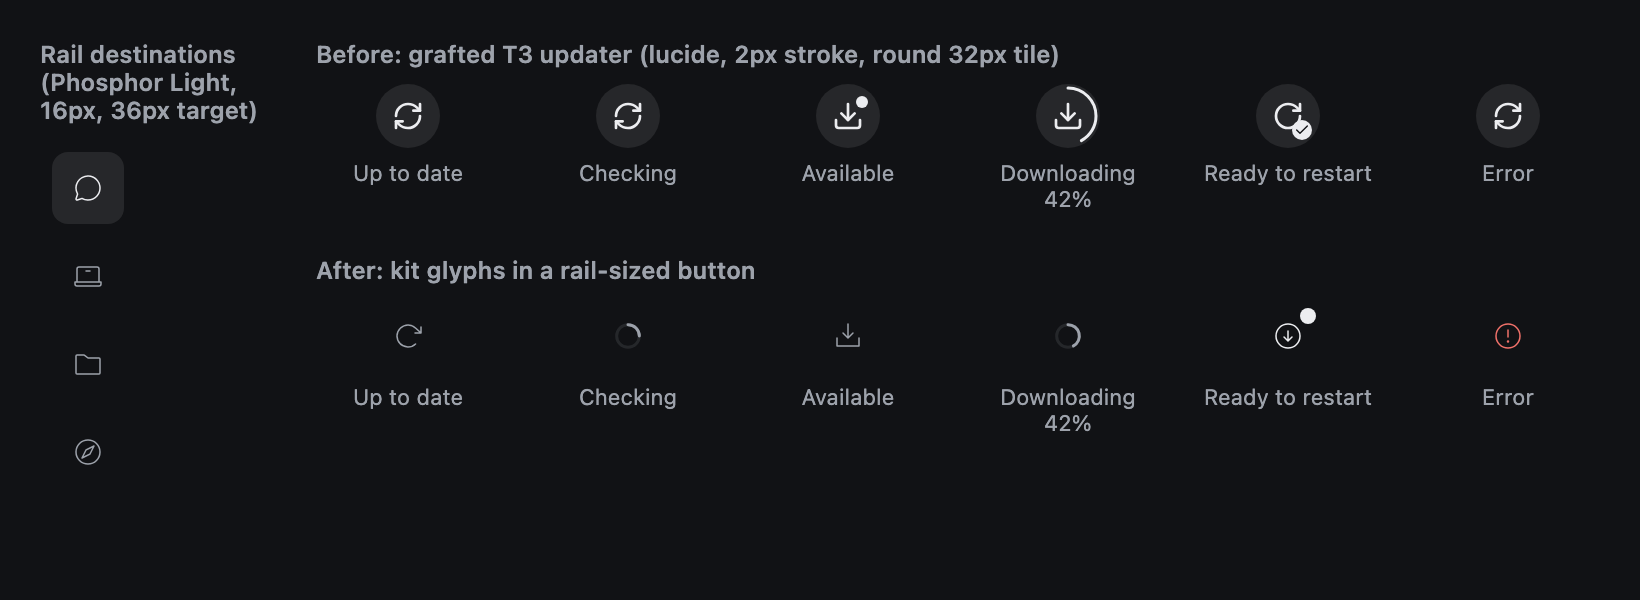 Rail destinations
(Phosphor Light,
16px, 36px target)
Before: grafted T3 updater (lucide, 2px stroke, round 32px tile)
Up to date
Checking
Available
Downloading
42%
Ready to restart
Error
After: kit glyphs in a rail-sized button
Up to date
Checking
Available
Downloading
42%
Ready to restart
Error